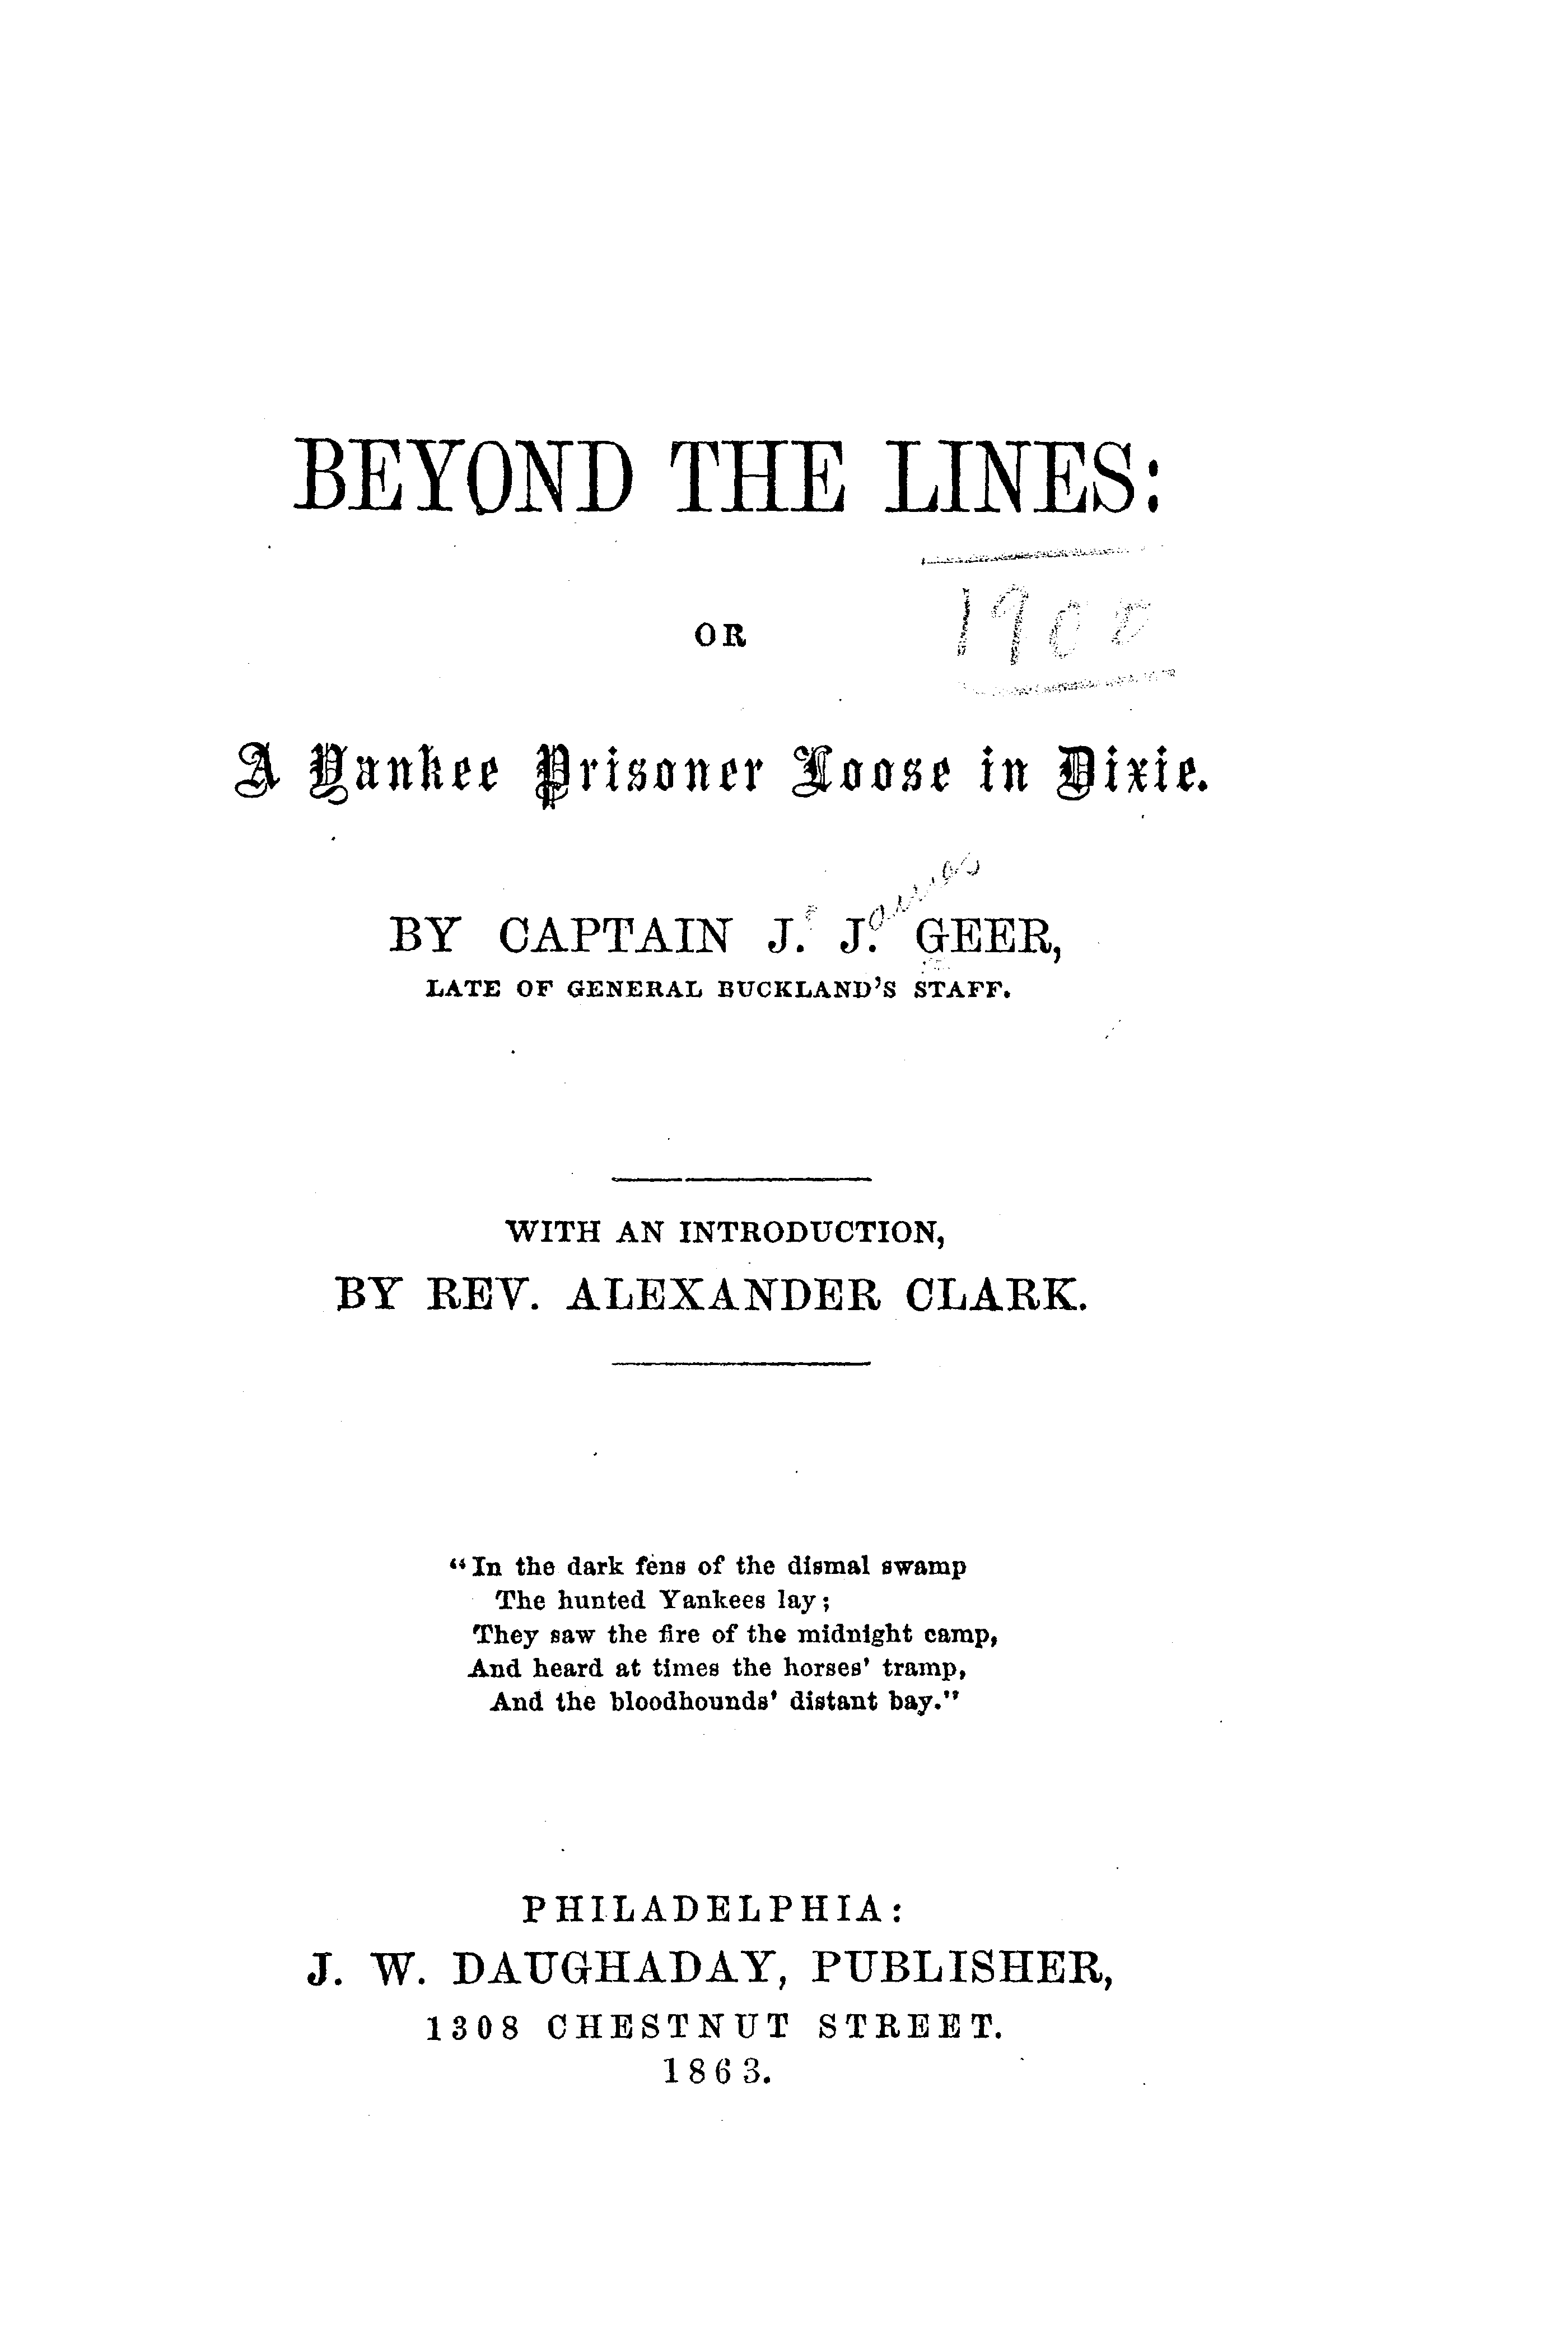 BEYOND THE LINES:
OR
1900
A Yankee Prisoner Loose in Dixie.
BY CAPTAIN J. J. GEER,
LATE OF GENERAL BUCKLAND'S STAFF.
WITH AN INTRODUCTION,
BY REV. ALEXANDER CLARK.
"In the dark fens of the dismal swamp
The hunted Yankees lay;
They saw the fire of the midnight camp,
And heard at times the horses' tramp,
And the bloodhounds' distant bay."
PHILADELPHIA:
J. W. DAUGHADAY, PUBLISHER,
1308 CHESTNUT STREET.
1863.